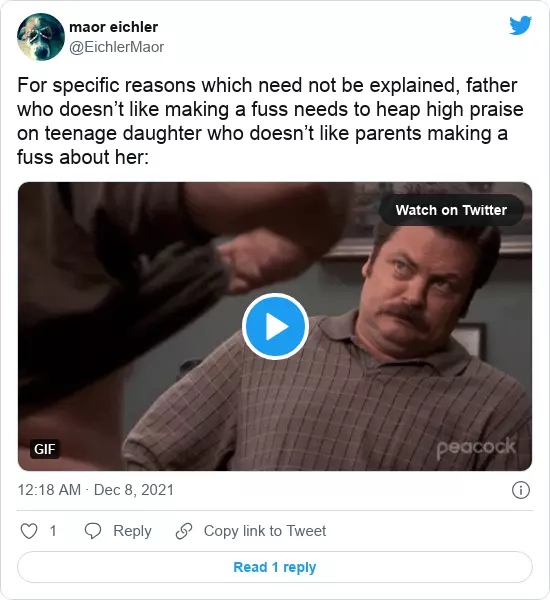 maor eichler
@EichlerMaor
For specific reasons which need not be explained, father
who doesn’t like making a fuss needs to heap high praise
on teenage daughter who doesn’t like parents making a
fuss about her:
Watch on Twitter
GIF
peacock
12:18 AM · Dec 8, 2021
1 Reply Copy link to Tweet
Read 1 reply